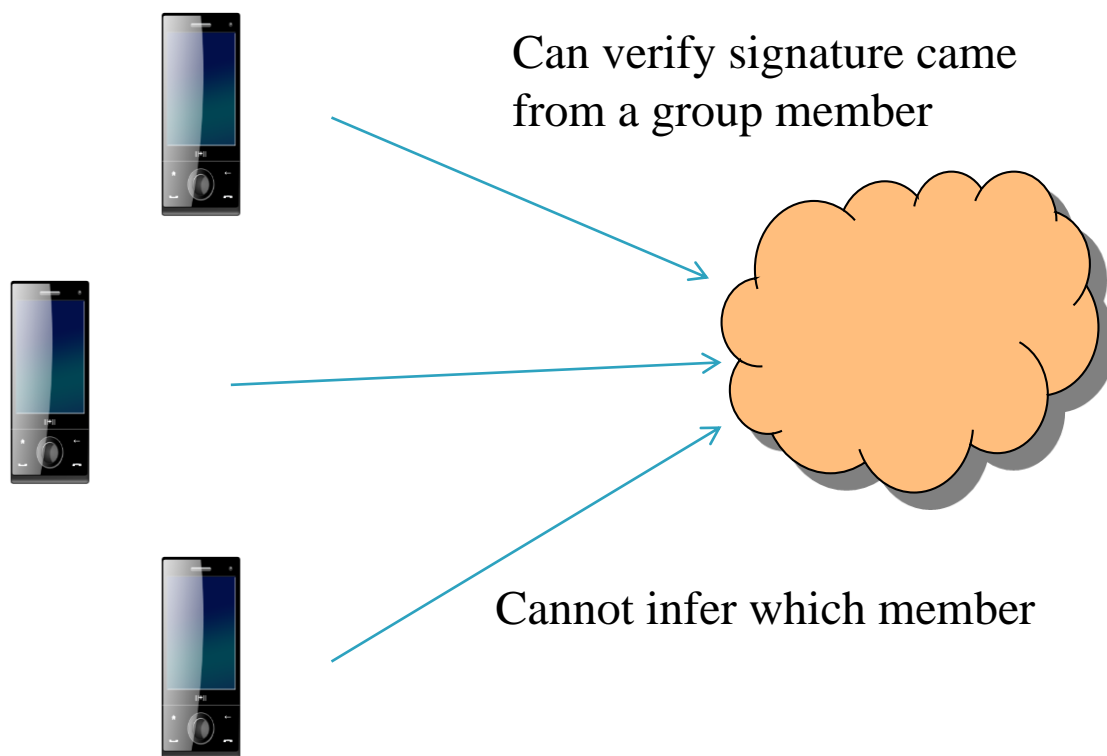 Can verify signature came
from a group member
Cannot infer which member